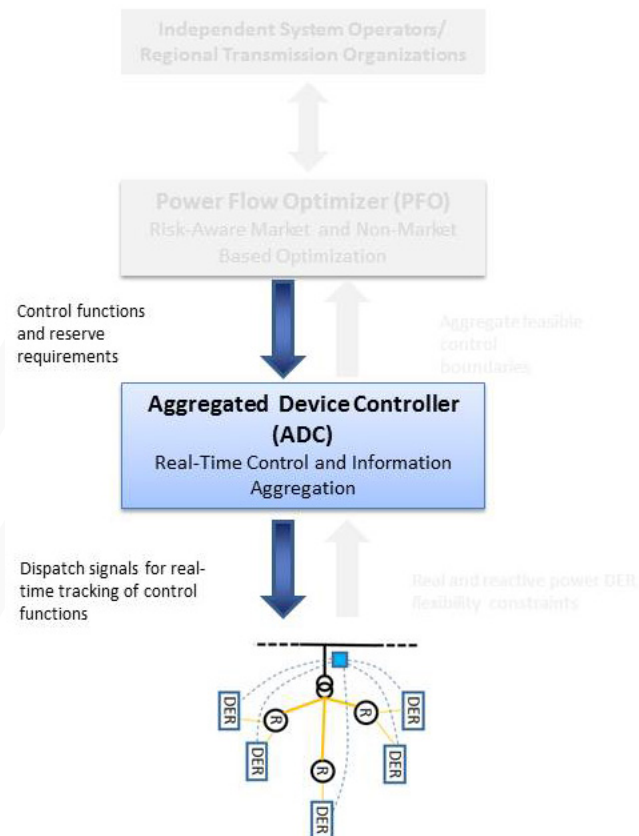 Independent System Operators/
Regional Transmission Organizations
Power Flow Optimizer (PFO)
Risk-Aware Market and Non-Market
Based Optimization
Control functions
and reserve
requirements
Aggregate feasible
control
boundaries
Aggregated Device Controller
(ADC)
Real-Time Control and Information
Aggregation
Dispatch signals for real-
time tracking of control
functions
Real and reactive power DER
flexibility constraints
DER
R
R
DER
DER
DER
R
DER